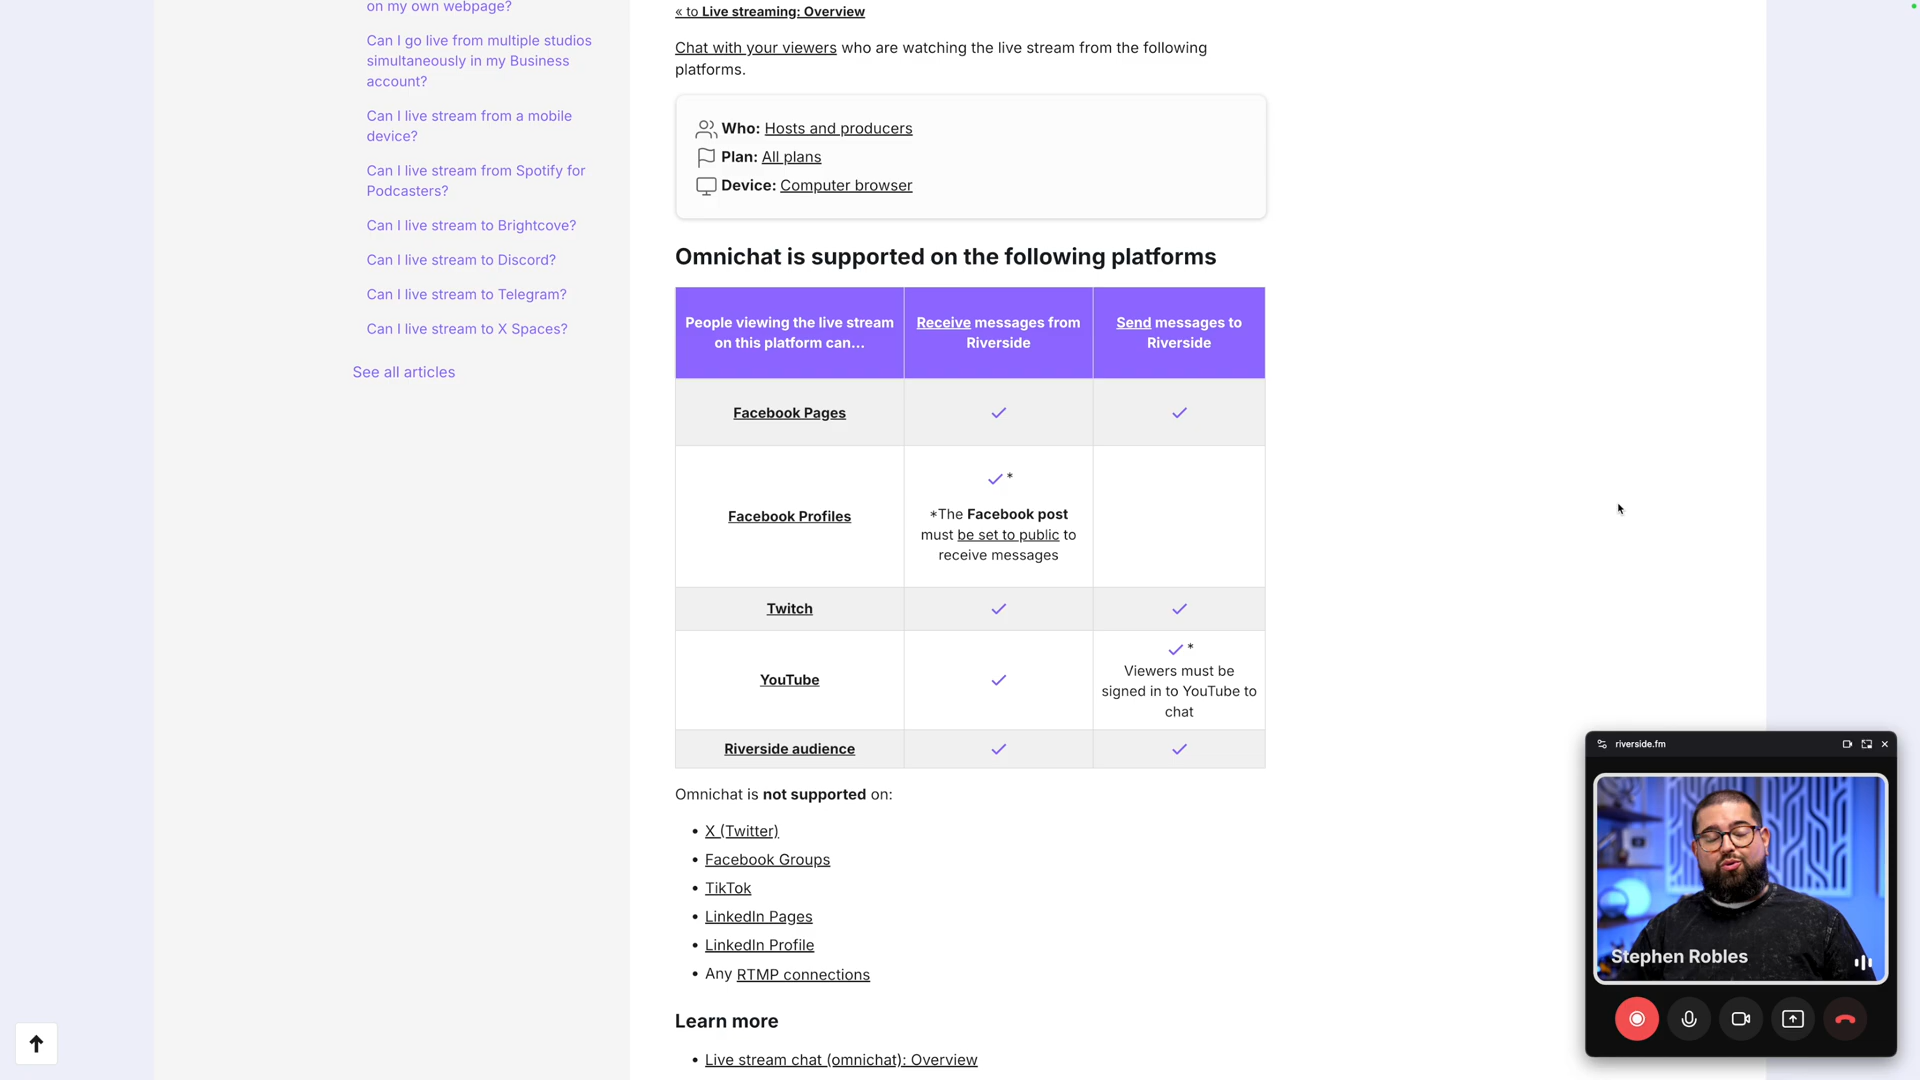 on my own webpage?
Can I go live from multiple studios
simultaneously in my Business
account?
Can I live stream from a mobile
device?
Can I live stream from Spotify for
Podcasters?
Can I live stream to Brightcove?
Can I live stream to Discord?
Can I live stream to Telegram?
Can I live stream to X Spaces?
See all articles
« to Live streaming: Overview
Chat with your viewers who are watching the live stream from the following
platforms.
Who: Hosts and producers
Plan: All plans
Device: Computer browser
Omnichat is supported on the following platforms
People viewing the live stream
on this platform can...
Receive messages from
Riverside
Send messages to
Riverside
Facebook Pages
Facebook Profiles
*
*The Facebook post
must be set to public to
receive messages
Twitch
YouTube
*
Viewers must be
signed in to YouTube to
chat
Riverside audience
Omnichat is not supported on:
• X (Twitter)
• Facebook Groups
• TikTok
• LinkedIn Pages
• LinkedIn Profile
• Any RTMP connections
Learn more
• Live stream chat (omnichat): Overview
riverside.fm
Stephen Robles